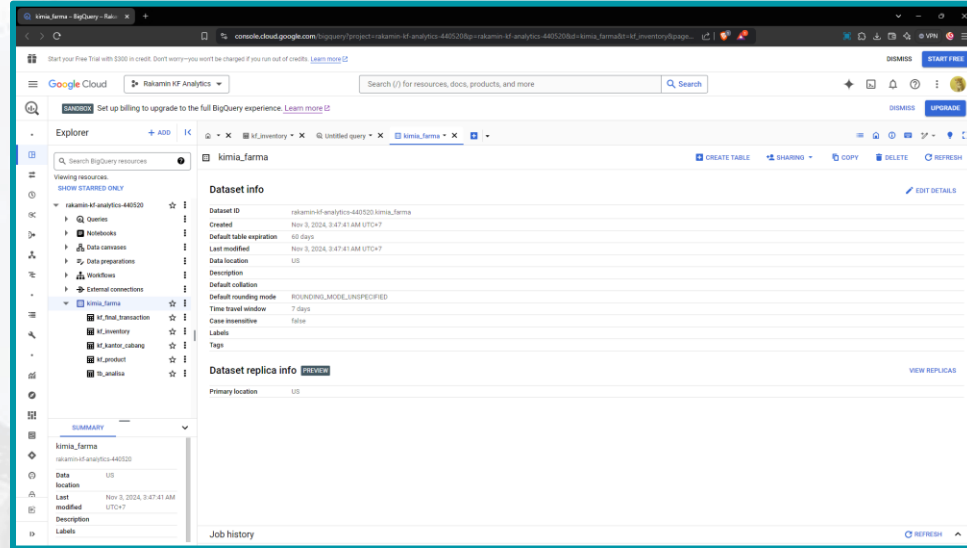 kimia_farma – BigQuery – Rak
console.cloud.google.com/bigquery?project=rakamin-kf-analytics-440520&p=rakamin-kf-analytics-440520&d=kimia_farma&t=kf_inventory&page...
VPN
Start your Free Trial with $300 in credit. Don't worry—you won't be charged if you run out of credits. Learn more
DISMISS
START FREE
Google Cloud
Rakamin KF Analytics
Search (/) for resources, docs, products, and more
Search
SANDBOX Set up billing to upgrade to the full BigQuery experience. Learn more
DISMISS
UPGRADE
Explorer
+ ADD
kf_inventory
Untitled query
kimia_farma
Search BigQuery resources
Viewing resources.
SHOW STARRED ONLY
rakamin-kf-analytics-440520
Queries
Notebooks
Data canvases
Data preparations
Workflows
External connections
kimia_farma
kf_final_transaction
kf_inventory
kf_kantor_cabang
kf_product
tb_analisa
SUMMARY
kimia_farma
rakamin-kf-analytics-440520
Data location US
Last modified Nov 3, 2024, 3:47:41 AM UTC+7
Description
Labels
kimia_farma
CREATE TABLE
SHARING
COPY
DELETE
REFRESH
Dataset info
EDIT DETAILS
Dataset ID rakamin-kf-analytics-440520.kimia_farma
Created Nov 3, 2024, 3:47:41 AM UTC+7
Default table expiration 60 days
Last modified Nov 3, 2024, 3:47:41 AM UTC+7
Data location US
Description
Default collation
Default rounding mode ROUNDING_MODE_UNSPECIFIED
Time travel window 7 days
Case insensitive false
Labels
Tags
Dataset replica info PREVIEW
VIEW REPLICAS
Primary location US
Job history
REFRESH